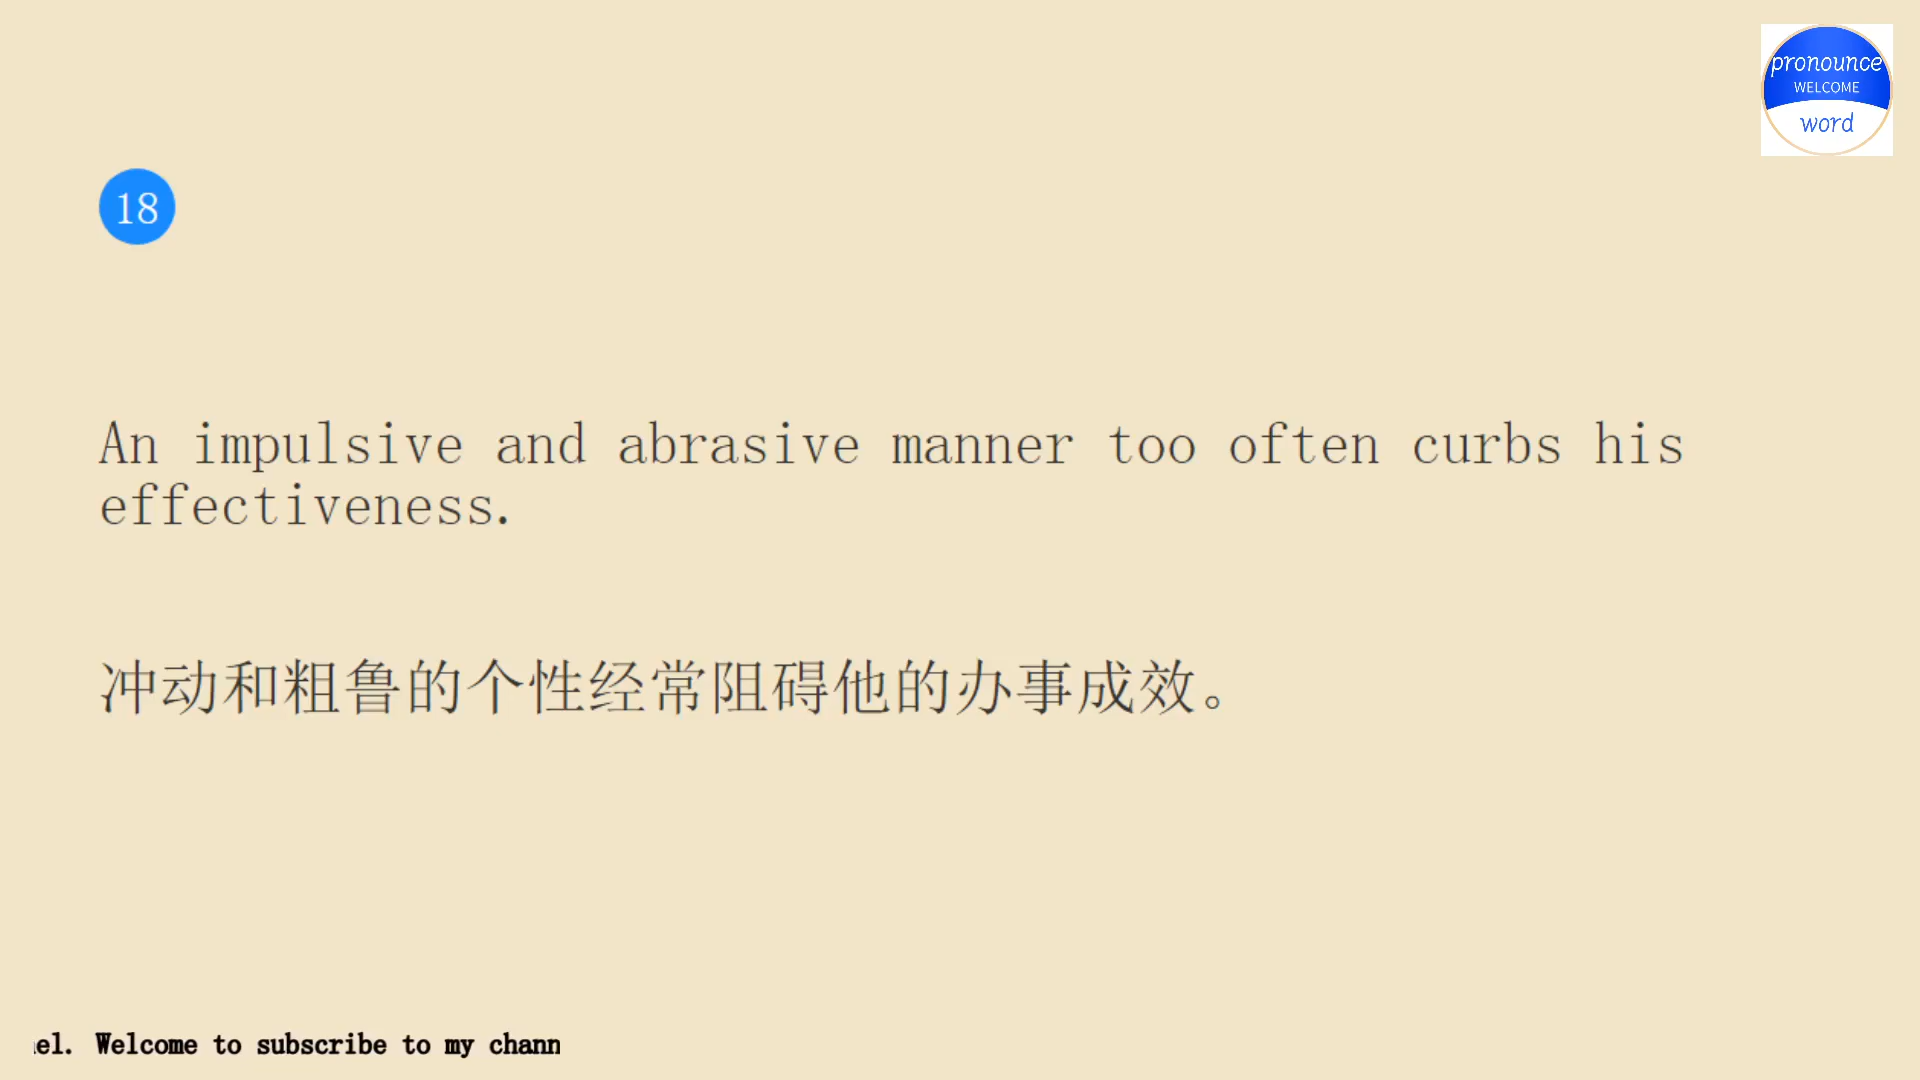 pronounce
WELCOME
word
18
An impulsive and abrasive manner too often curbs his
effectiveness.
冲动和粗鲁的个性经常阻碍他的办事成效。
el. Welcome to subscribe to my chann